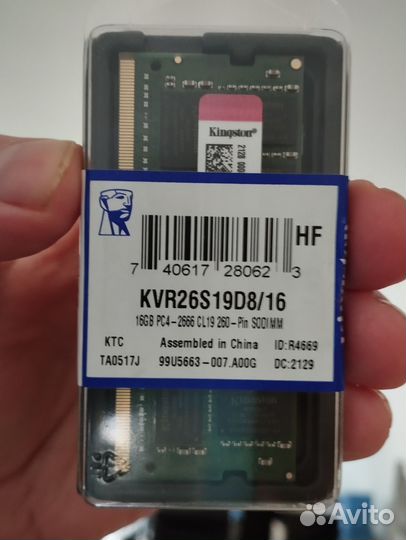 Kingston
2128
HF
7 40617 28062 3
KVR26S19D8/16
16GB PC4-2666 CL19 260-Pin SODIMM
KTC Assembled in China ID:R4669
TA0517J 99U5663-007.A00G DC:2129
Avito